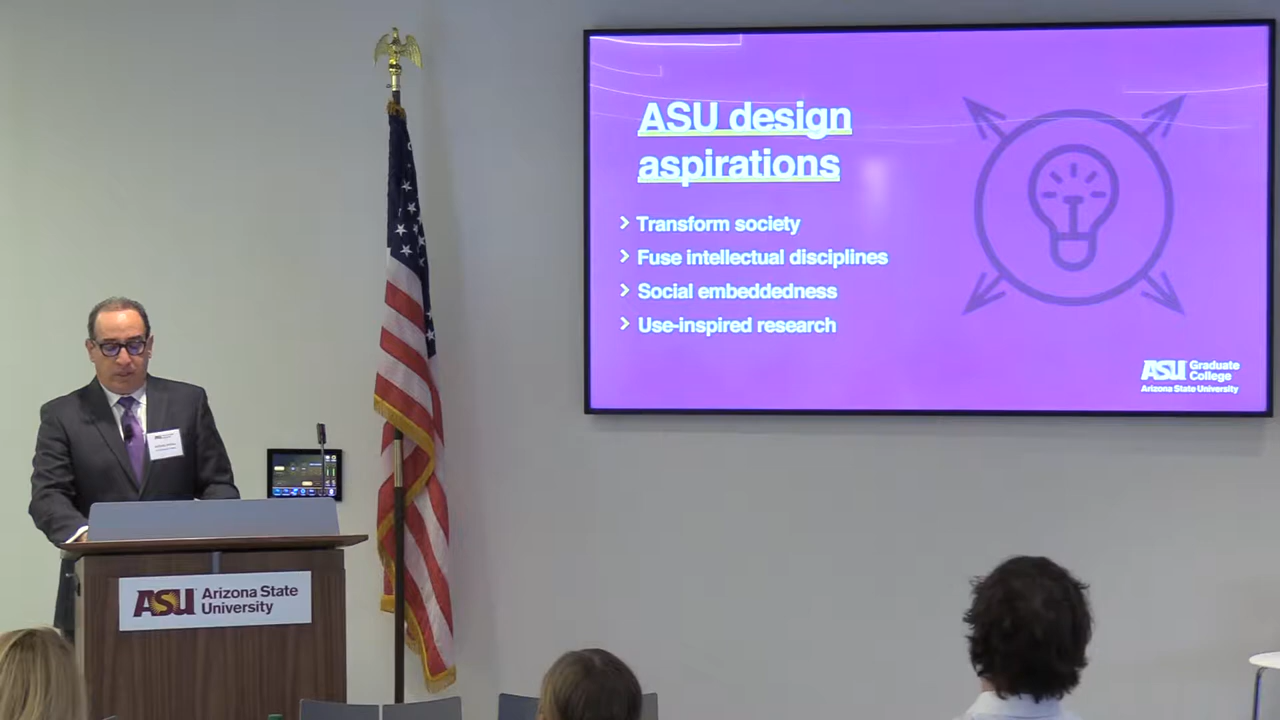 ASU design
aspirations
Transform society
Fuse intellectual disciplines
Social embeddedness
Use-inspired research
ASU Graduate
College
Arizona State University
ASU Arizona State
University